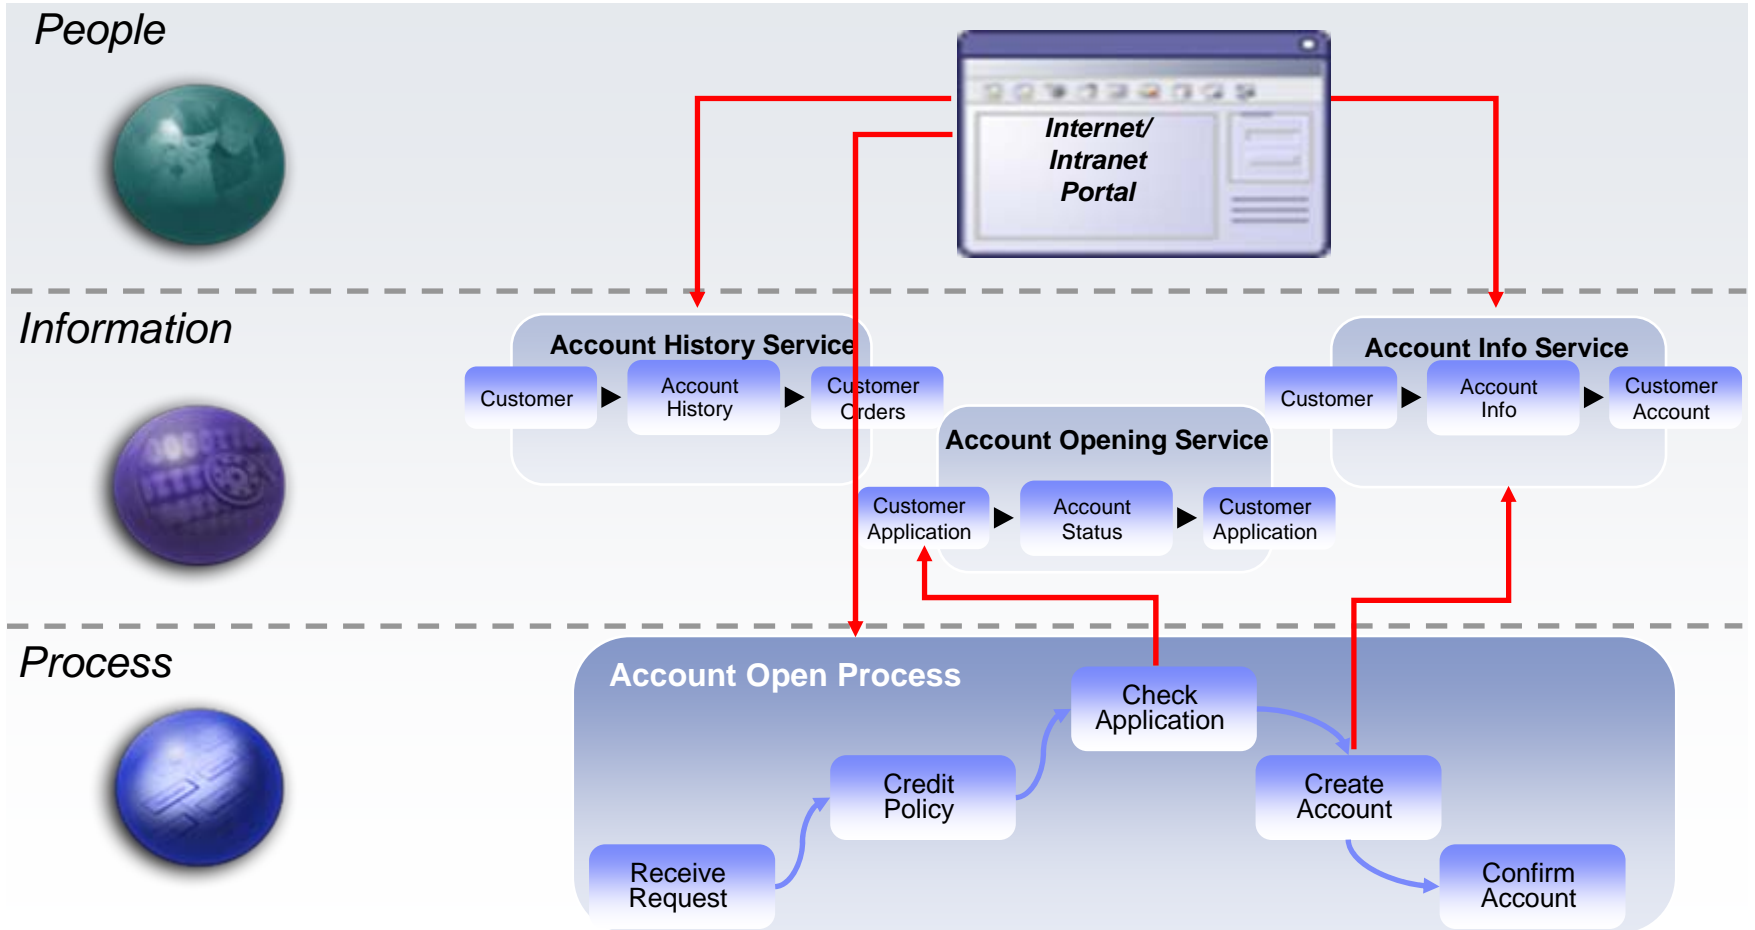 People
Internet/
Intranet
Portal
Information
Account History Service
Customer
Account
History
Customer
Orders
Account Info Service
Customer
Account
Info
Customer
Account
Account Opening Service
Customer
Application
Account
Status
Customer
Application
Process
Account Open Process
Check
Application
Credit
Policy
Create
Account
Receive
Request
Confirm
Account